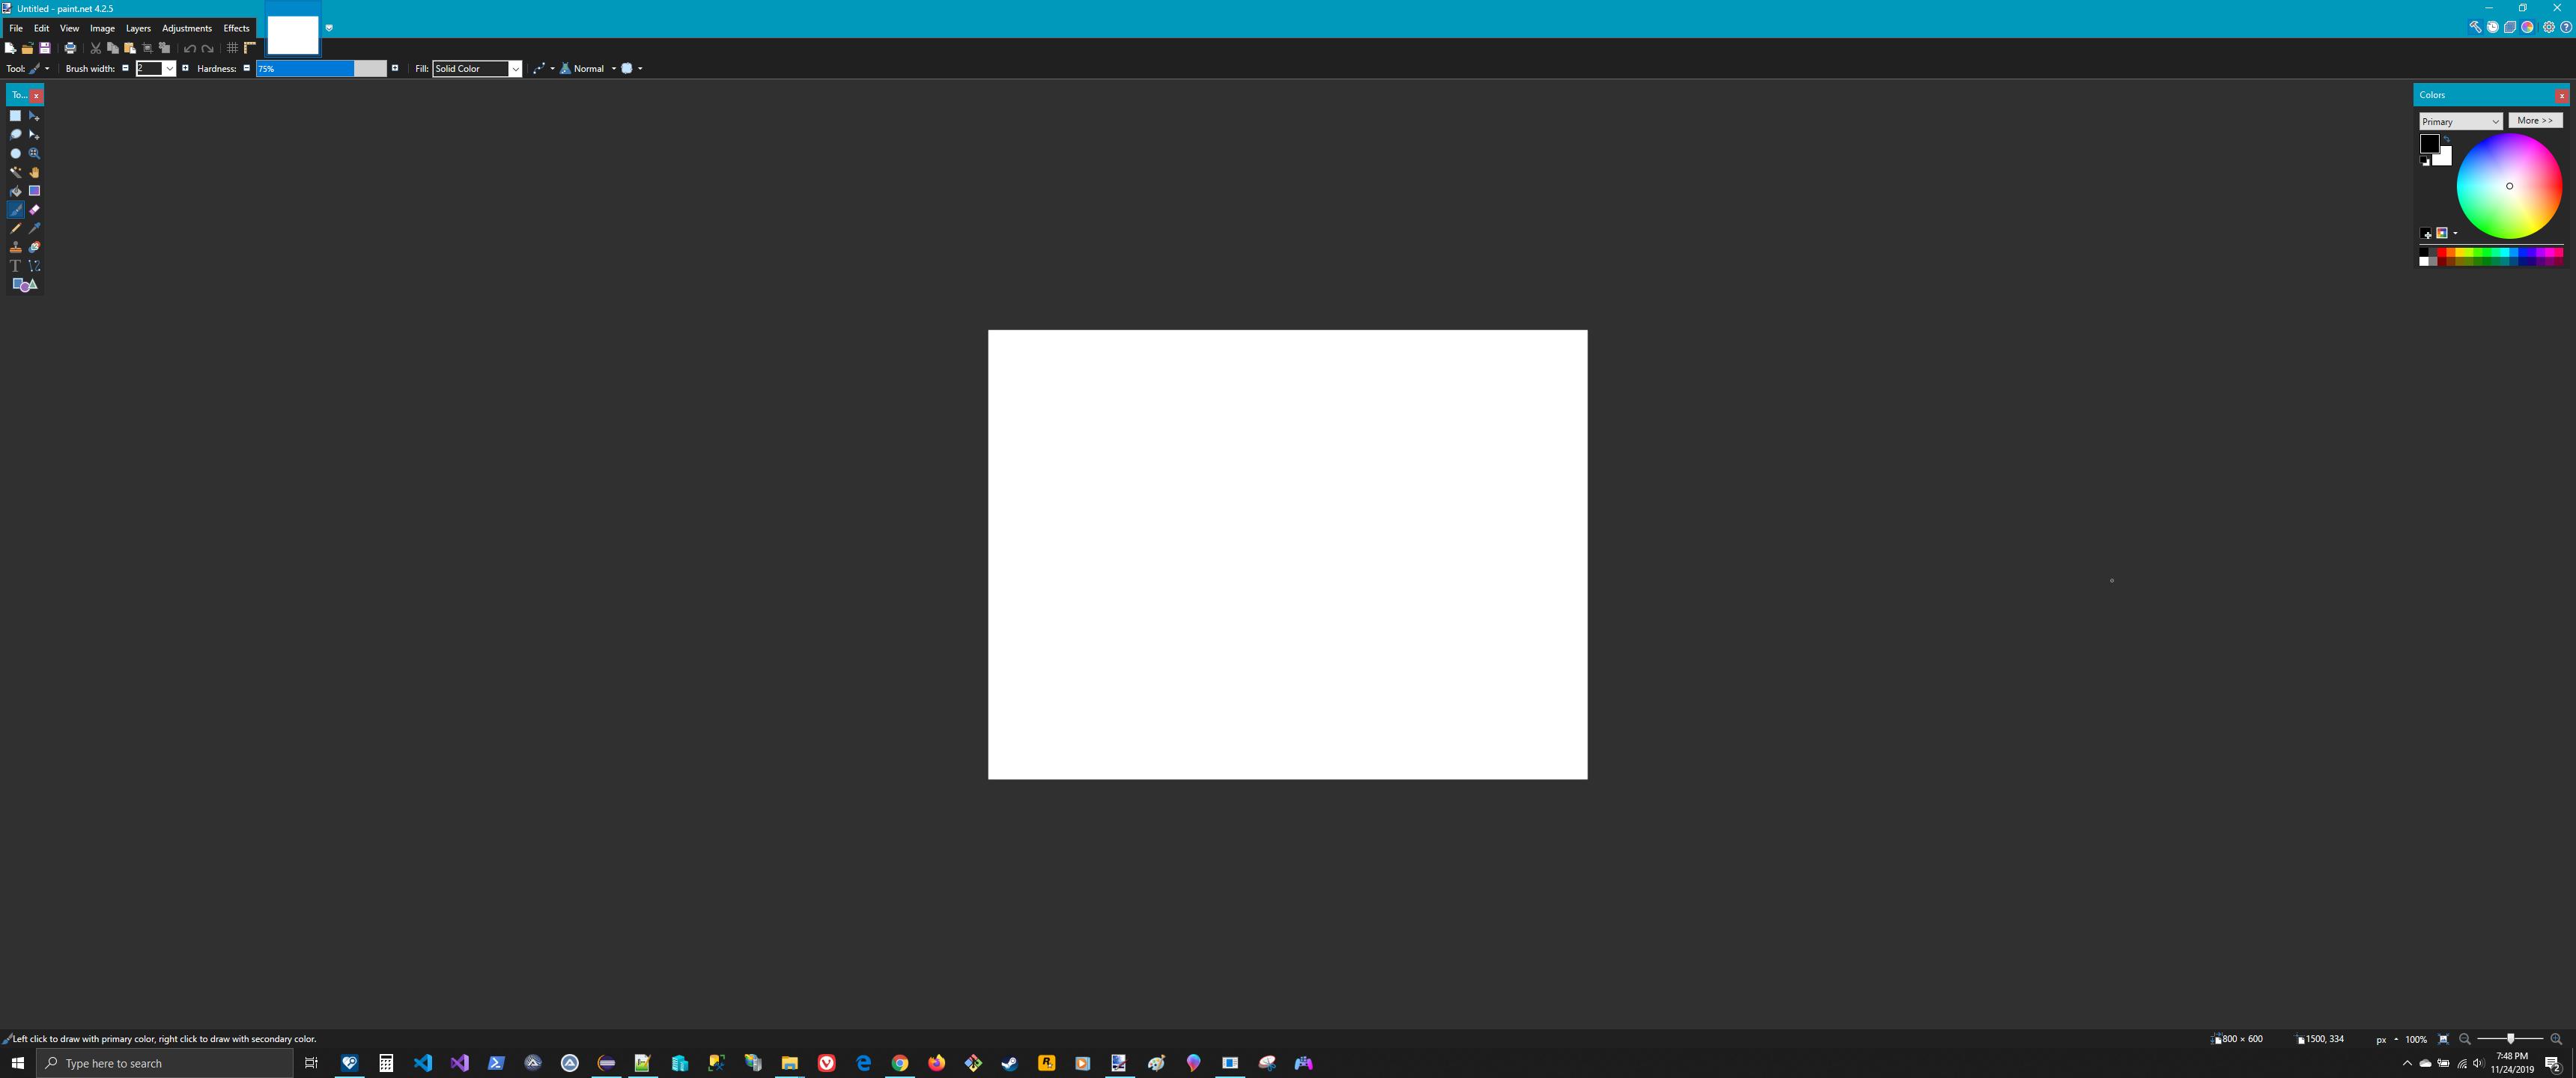 Untitled - paint.net 4.2.5
File Edit View Image Layers Adjustments Effects
Tool: Brush width: 2 Hardness: 75% Fill: Solid Color Normal
To...
Colors
Primary More >>
Left click to draw with primary color, right click to draw with secondary color.
800 × 600 1500, 334 px 100%
Type here to search
7:48 PM
11/24/2019
2